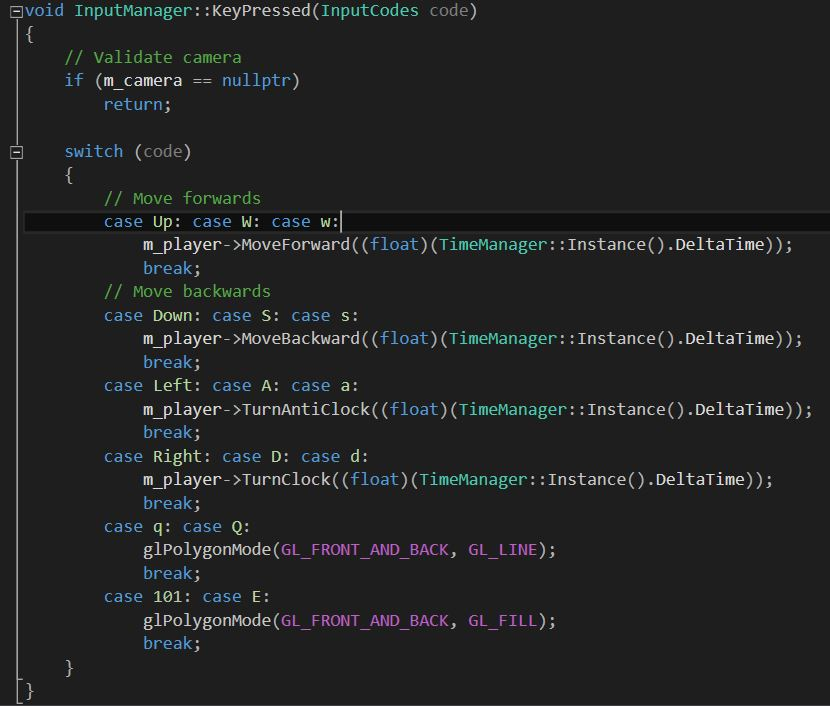 void InputManager::KeyPressed(InputCodes code)
{
    // Validate camera
    if (m_camera == nullptr)
        return;

    switch (code)
    {
        // Move forwards
        case Up: case W: case w:
            m_player->MoveForward((float)(TimeManager::Instance().DeltaTime));
            break;
        // Move backwards
        case Down: case S: case s:
            m_player->MoveBackward((float)(TimeManager::Instance().DeltaTime));
            break;
        case Left: case A: case a:
            m_player->TurnAntiClock((float)(TimeManager::Instance().DeltaTime));
            break;
        case Right: case D: case d:
            m_player->TurnClock((float)(TimeManager::Instance().DeltaTime));
            break;
        case q: case Q:
            glPolygonMode(GL_FRONT_AND_BACK, GL_LINE);
            break;
        case 101: case E:
            glPolygonMode(GL_FRONT_AND_BACK, GL_FILL);
            break;
    }
}